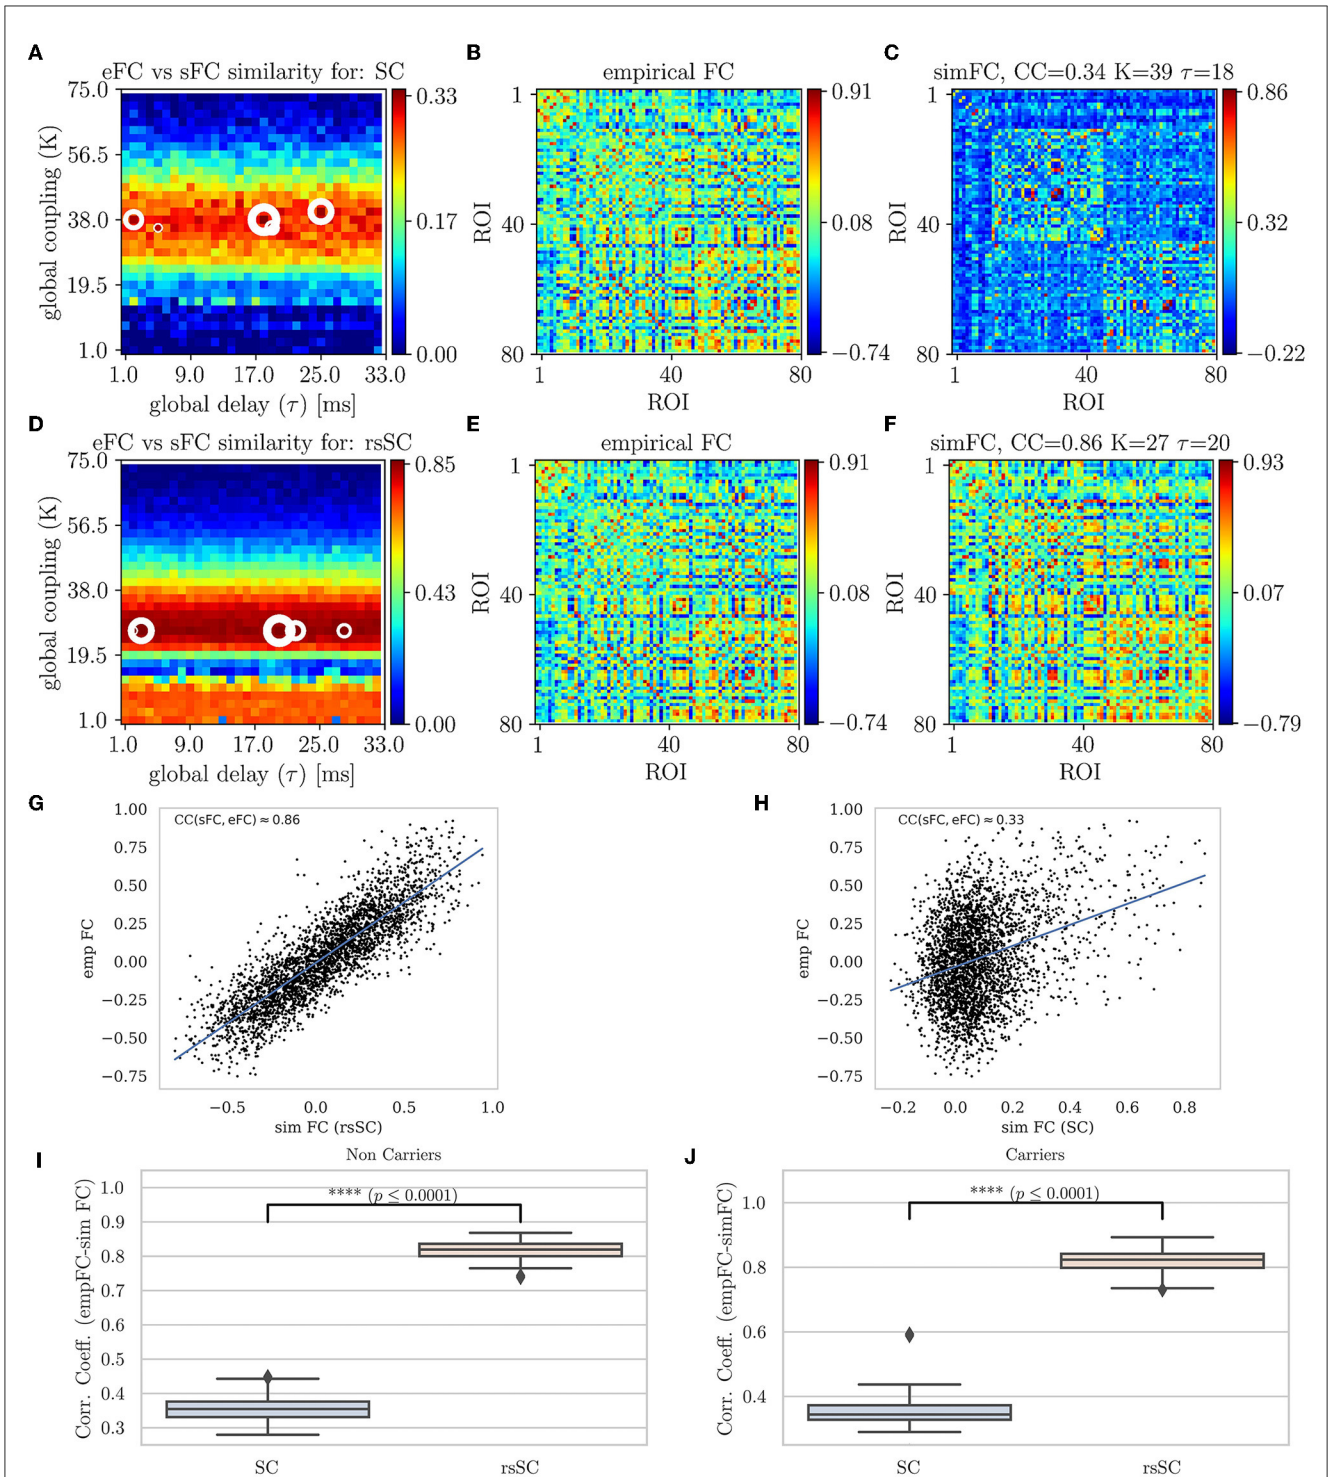 A
eFC vs sFC similarity for: SC
75.0
56.5
38.0
19.5
1.0
global coupling (K)
1.0 9.0 17.0 25.0 33.0
global delay (τ) [ms]
0.33
0.17
0.00
B
empirical FC
1
40
80
ROI
1 40 80
ROI
0.91
0.08
−0.74
C
simFC, CC=0.34 K=39 τ=18
1
40
80
ROI
1 40 80
ROI
0.86
0.32
−0.22
D
eFC vs sFC similarity for: rsSC
75.0
56.5
38.0
19.5
1.0
global coupling (K)
1.0 9.0 17.0 25.0 33.0
global delay (τ) [ms]
0.85
0.43
0.00
E
empirical FC
1
40
80
ROI
1 40 80
ROI
0.91
0.08
−0.74
F
simFC, CC=0.86 K=27 τ=20
1
40
80
ROI
1 40 80
ROI
0.93
0.07
−0.79
G
CC(sFC, eFC) ≈ 0.86
1.00
0.75
0.50
0.25
0.00
−0.25
−0.50
−0.75
emp FC
−0.5 0.0 0.5 1.0
sim FC (rsSC)
H
CC(sFC, eFC) ≈ 0.33
1.00
0.75
0.50
0.25
0.00
−0.25
−0.50
−0.75
emp FC
−0.2 0.0 0.2 0.4 0.6 0.8
sim FC (SC)
I
Non Carriers
**** (p ≤ 0.0001)
1.0
0.9
0.8
0.7
0.6
0.5
0.4
0.3
Corr. Coeff. (empFC-sim FC)
SC rsSC
J
Carriers
**** (p ≤ 0.0001)
1.0
0.8
0.6
0.4
Corr. Coeff. (empFC-simFC)
SC rsSC